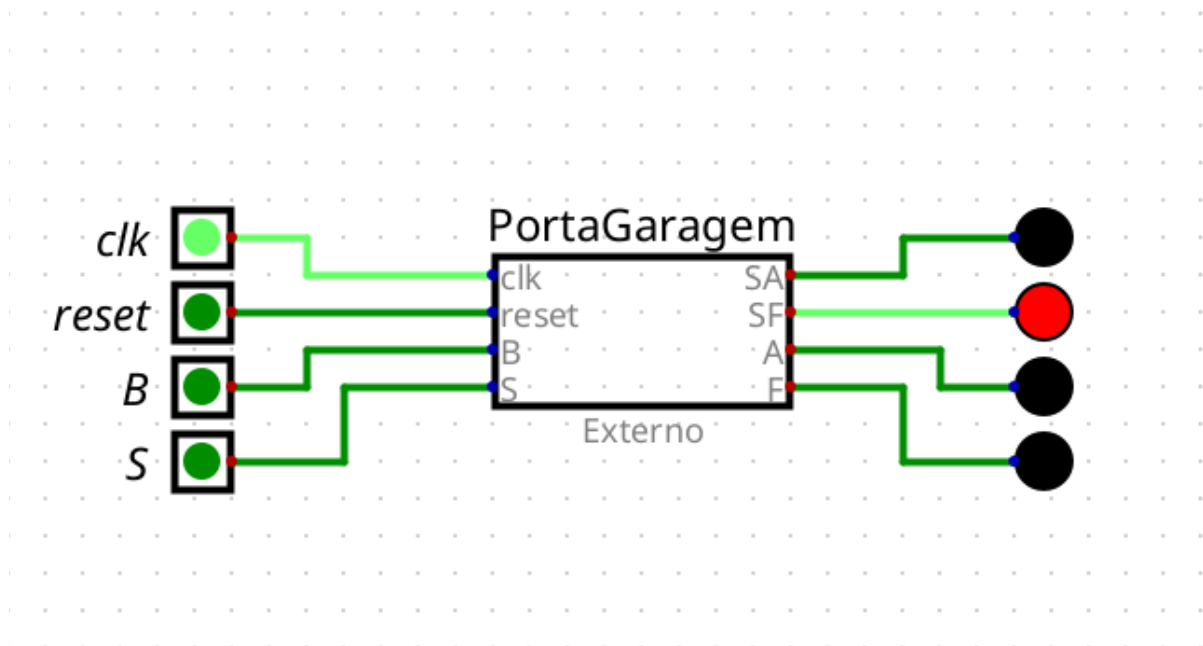 clk
reset
B
S
PortaGaragem
clk
reset
B
S
SA
SF
A
F
Externo